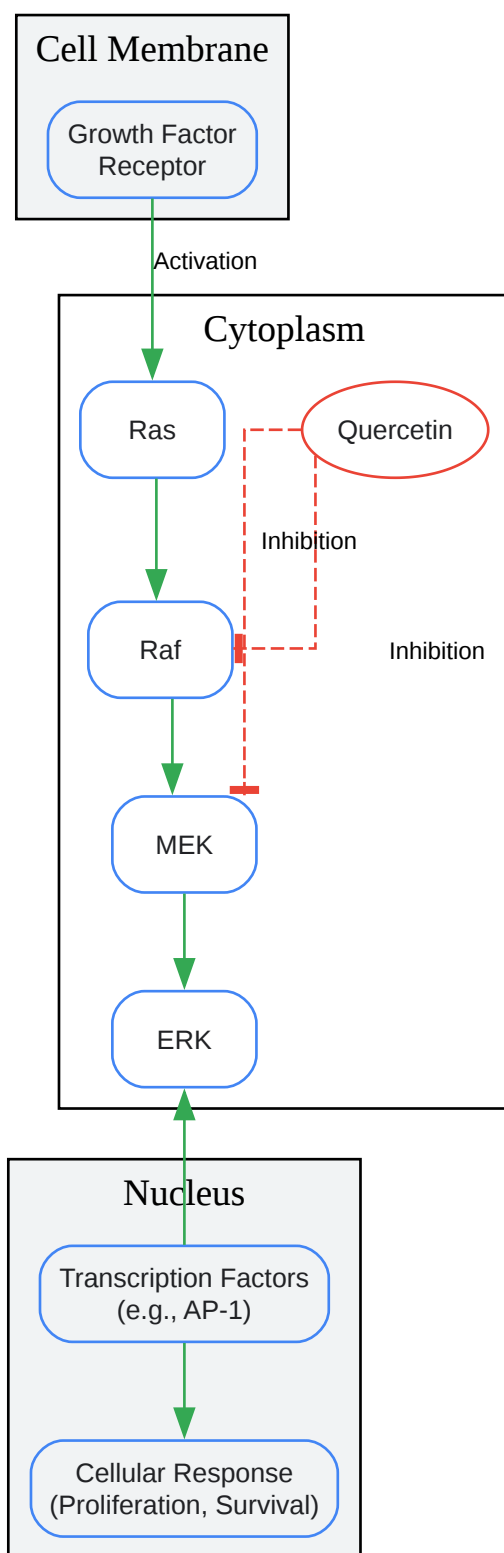 Cell Membrane
Growth Factor
Receptor
Activation
Cytoplasm
Ras
Quercetin
Inhibition
Raf
Inhibition
MEK
ERK
Nucleus
Transcription Factors
(e.g., AP-1)
Cellular Response
(Proliferation, Survival)